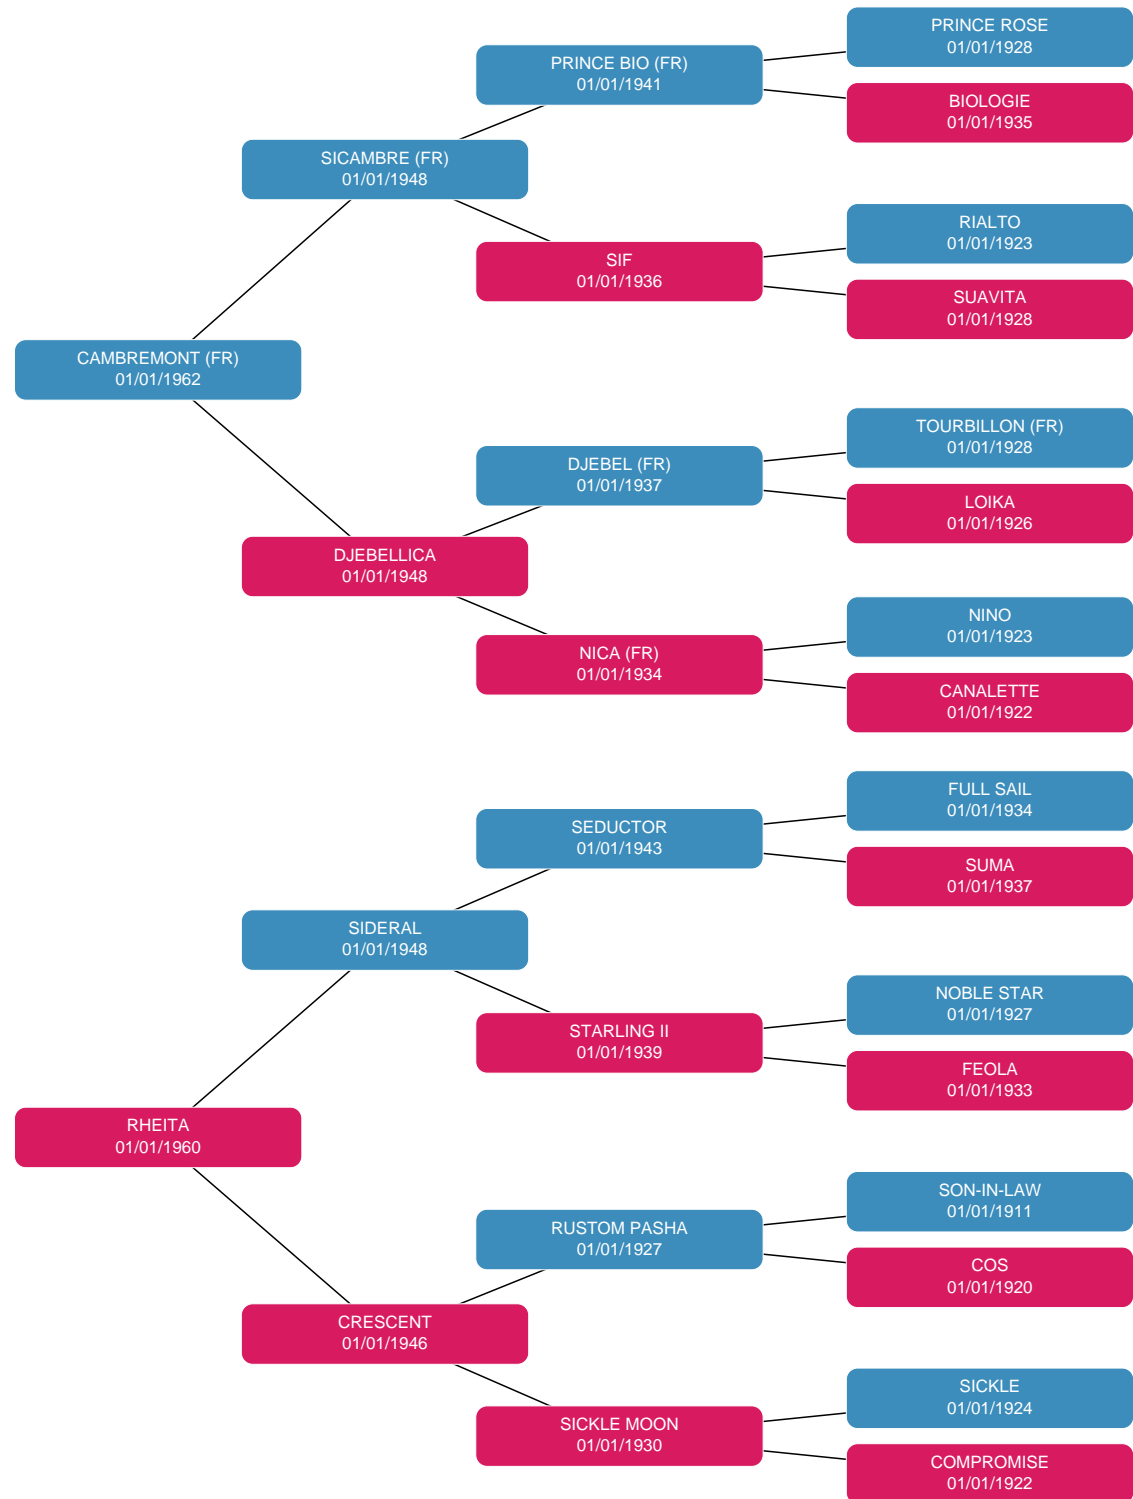 PRINCE ROSE
01/01/1928
PRINCE BIO (FR)
01/01/1941
BIOLOGIE
01/01/1935
SICAMBRE (FR)
01/01/1948
RIALTO
01/01/1923
SIF
01/01/1936
SUAVITA
01/01/1928
CAMBREMONT (FR)
01/01/1962
TOURBILLON (FR)
01/01/1928
DJEBEL (FR)
01/01/1937
LOIKA
01/01/1926
DJEBELLICA
01/01/1948
NINO
01/01/1923
NICA (FR)
01/01/1934
CANALETTE
01/01/1922
FULL SAIL
01/01/1934
SEDUCTOR
01/01/1943
SUMA
01/01/1937
SIDERAL
01/01/1948
NOBLE STAR
01/01/1927
STARLING II
01/01/1939
FEOLA
01/01/1933
RHEITA
01/01/1960
SON-IN-LAW
01/01/1911
RUSTOM PASHA
01/01/1927
COS
01/01/1920
CRESCENT
01/01/1946
SICKLE
01/01/1924
SICKLE MOON
01/01/1930
COMPROMISE
01/01/1922